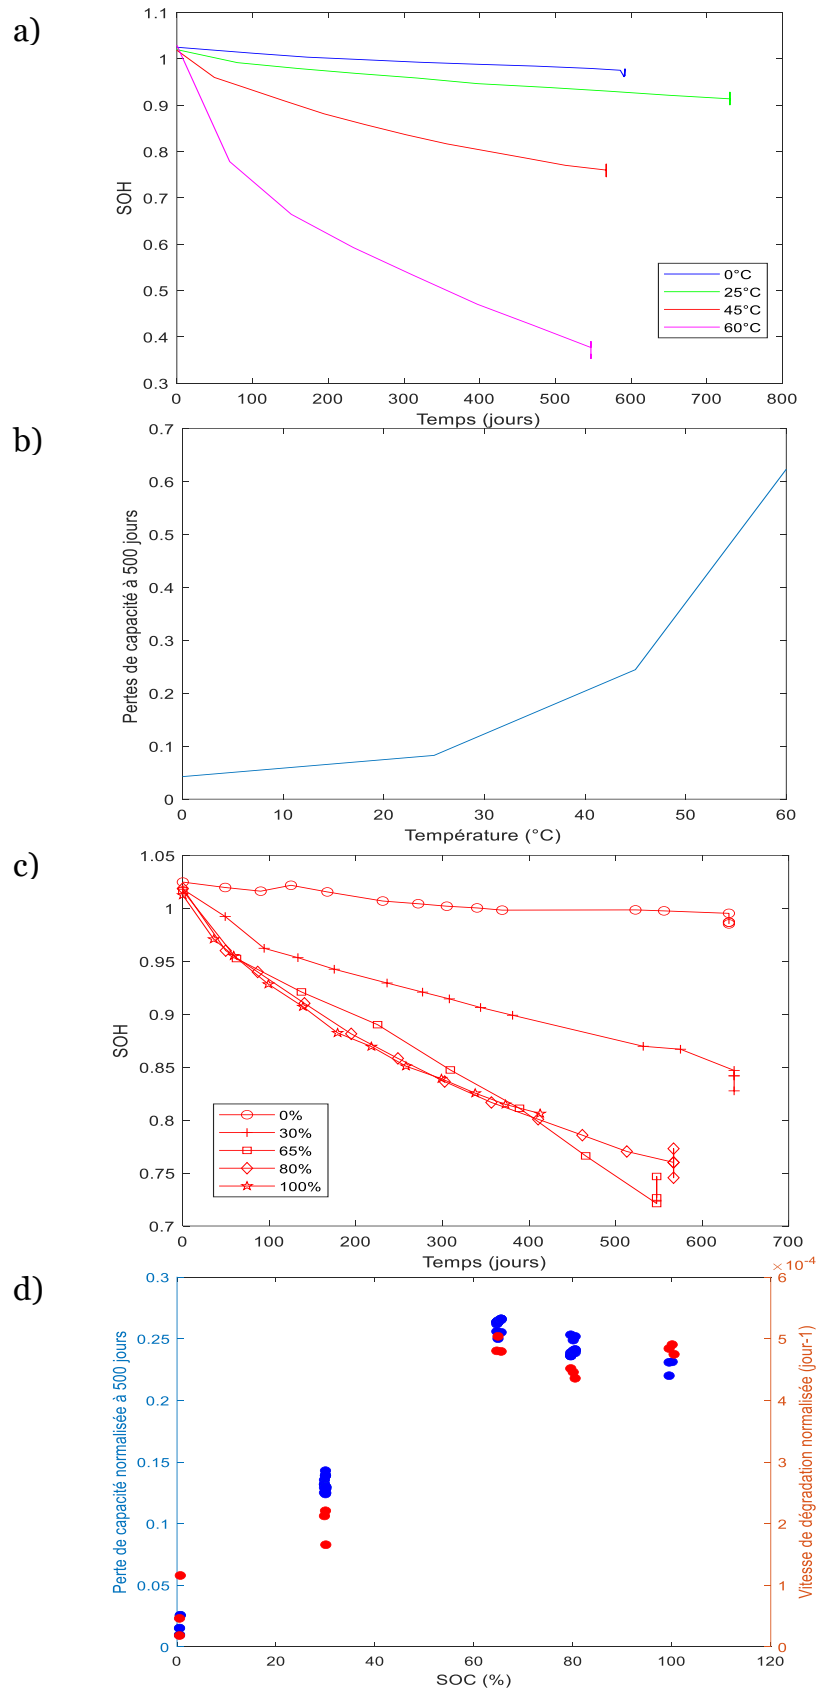 a)
1.1
1
0.9
0.8
0.7
0.6
0.5
0.4
0.3
SOH
0°C
25°C
45°C
60°C
0 100 200 300 400 500 600 700 800
Temps (jours)
b)
0.7
0.6
0.5
0.4
0.3
0.2
0.1
0
Pertes de capacité à 500 jours
0 10 20 30 40 50 60
Température (°C)
c)
1.05
1
0.95
0.9
0.85
0.8
0.75
0.7
SOH
0%
30%
65%
80%
100%
0 100 200 300 400 500 600 700
Temps (jours)
d)
×10⁻⁴
0.3
0.25
0.2
0.15
0.1
0.05
0
Perte de capacité normalisée à 500 jours
6
5
4
3
2
1
0
Vitesse de dégradation normalisée (jour-1)
0 20 40 60 80 100 120
SOC (%)